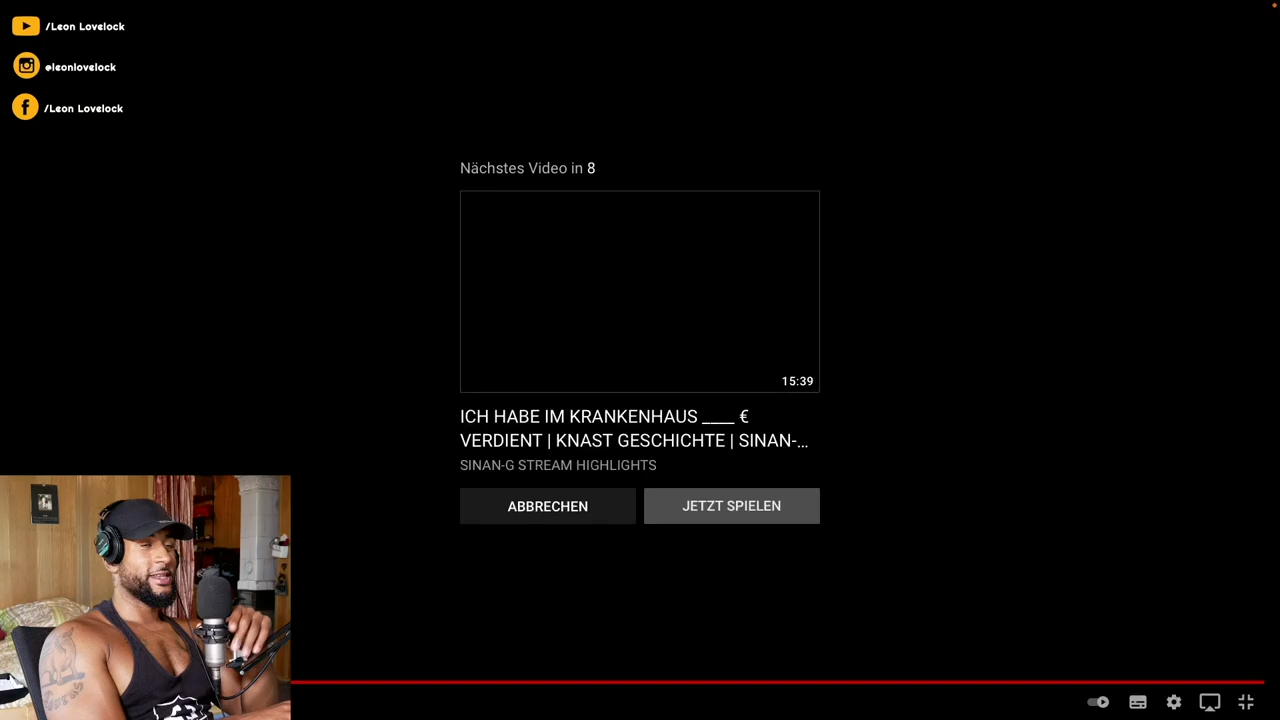 /Leon Lovelock
@leonlovelock
/Leon Lovelock
Nächstes Video in 8
15:39
ICH HABE IM KRANKENHAUS ____ €
VERDIENT | KNAST GESCHICHTE | SINAN-...
SINAN-G STREAM HIGHLIGHTS
ABBRECHEN
JETZT SPIELEN